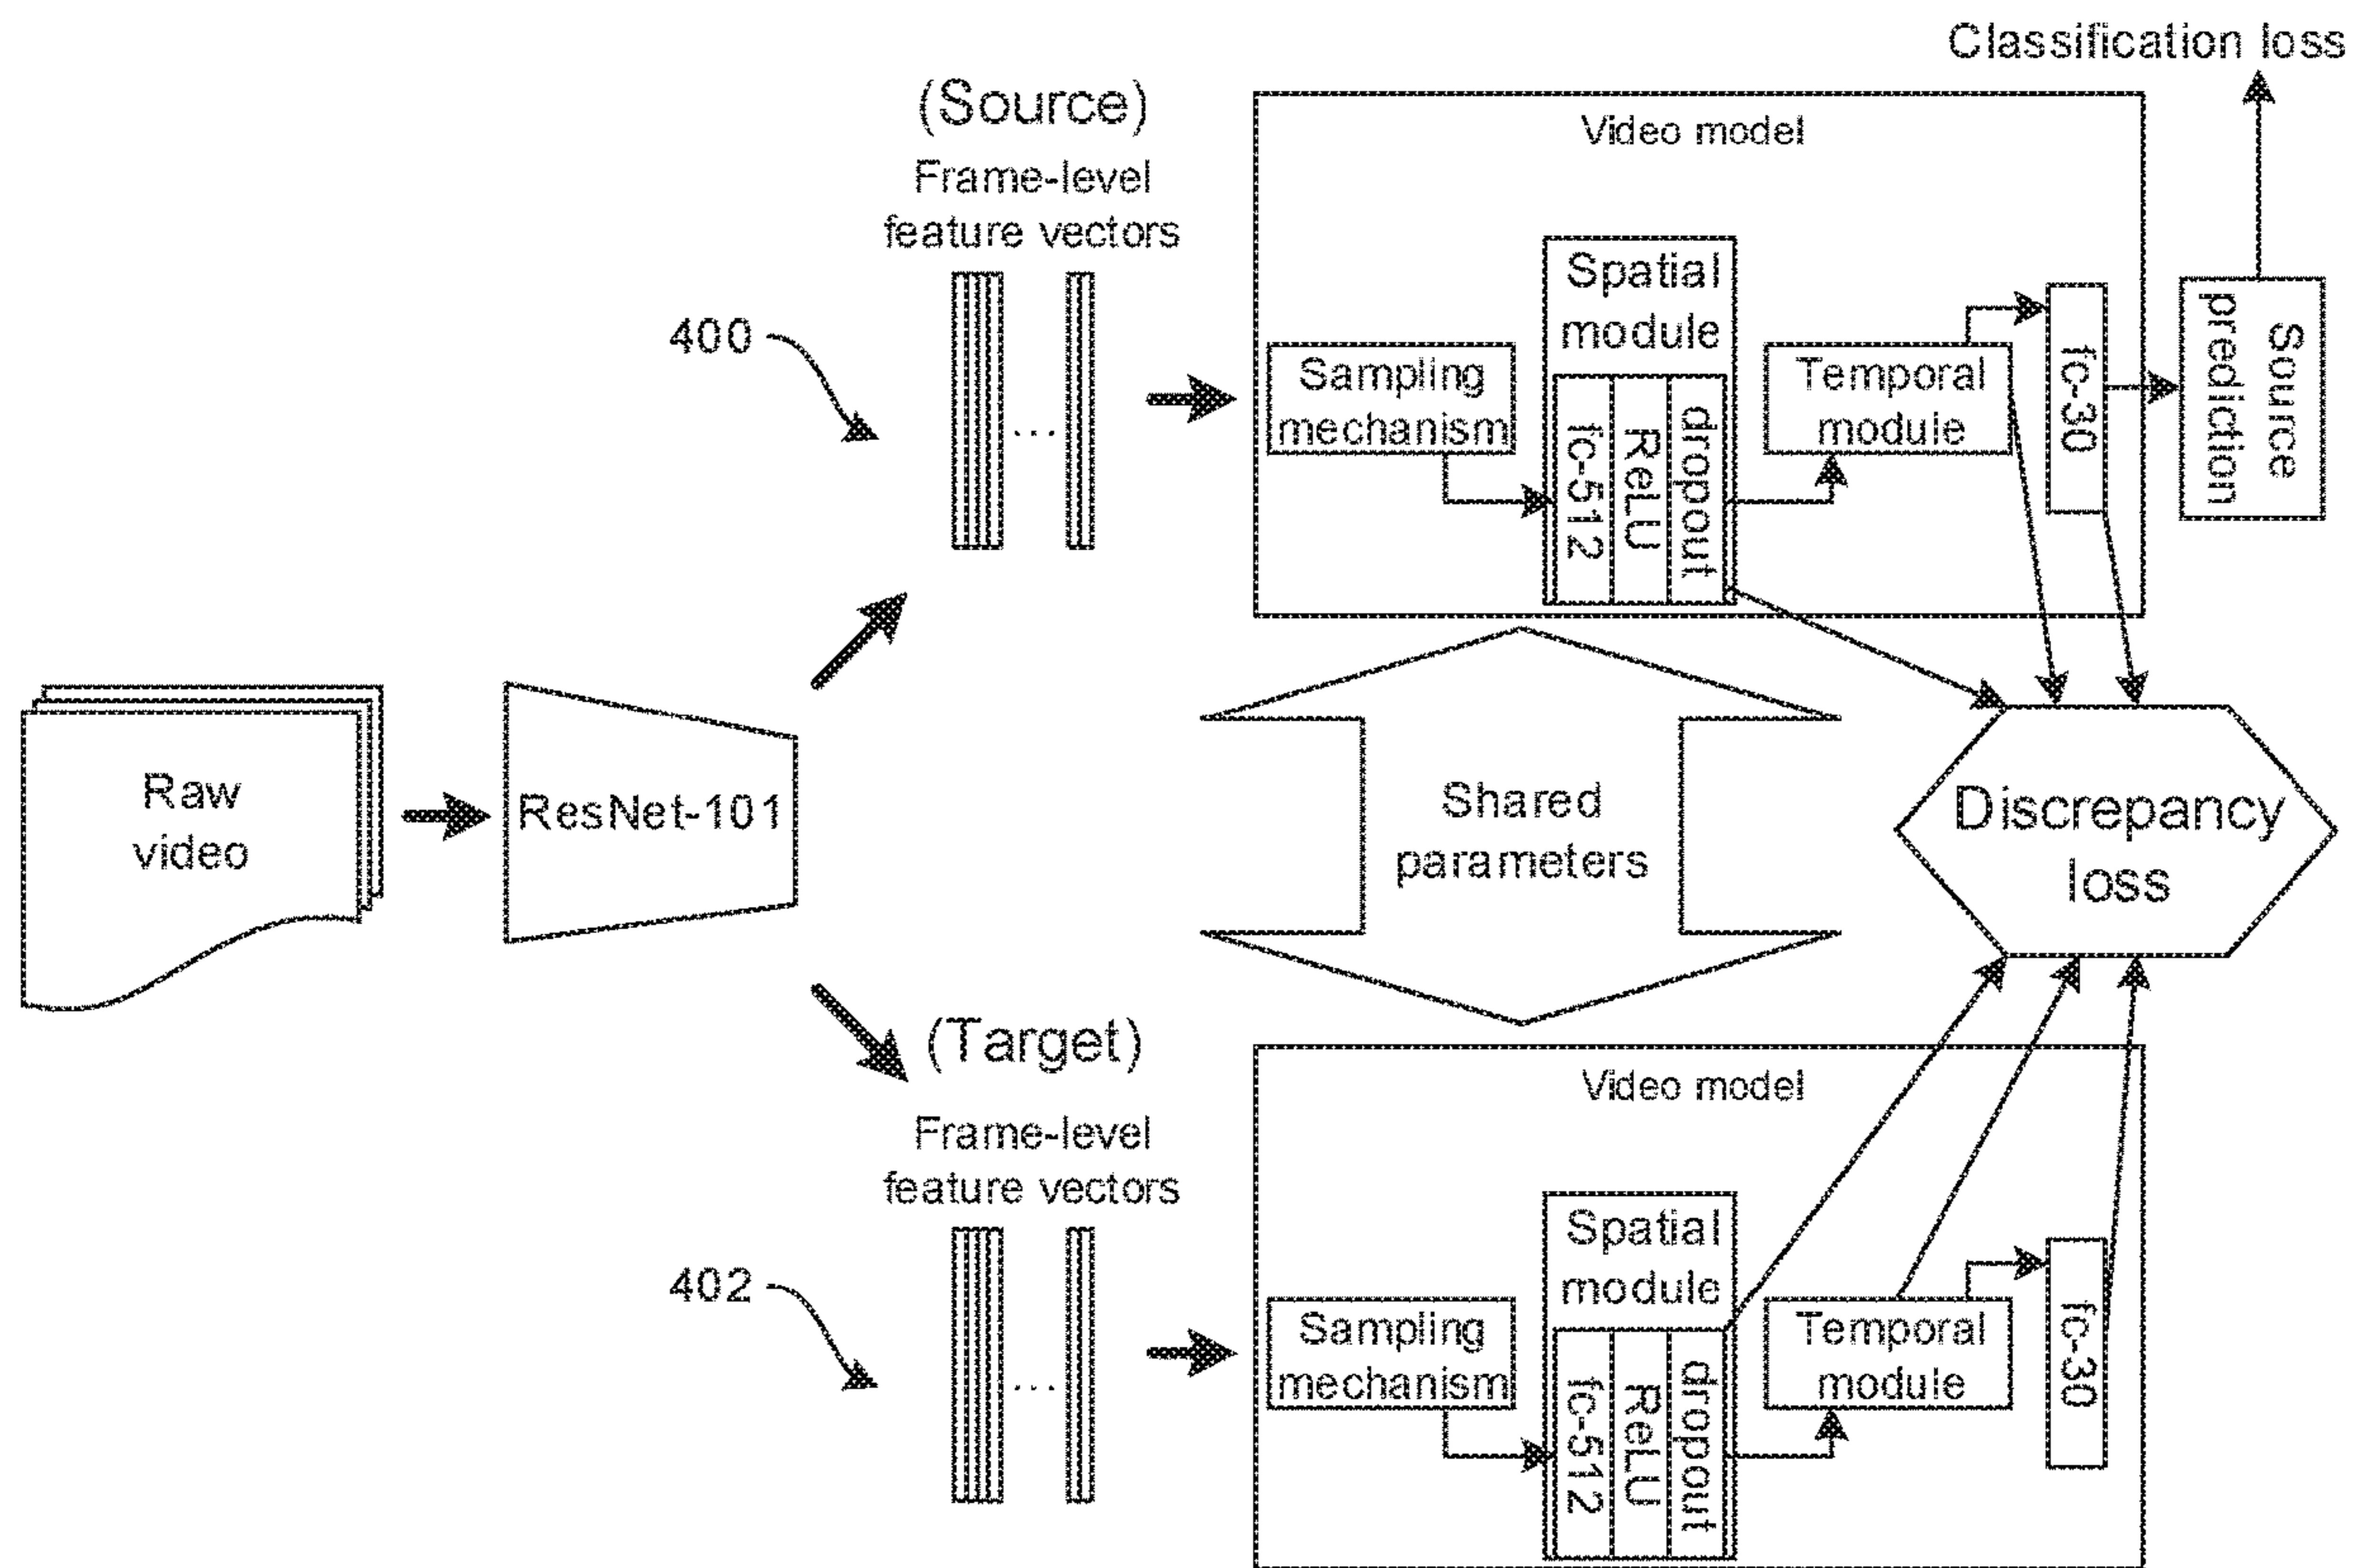 Classification loss
(Source)
Frame-level
feature vectors
400
...
Video model
Sampling
mechanism
Spatial
module
fc-512
ReLU
dropout
Temporal
module
fc-30
Source
prediction
Raw
video
ResNet-101
Shared
parameters
Discrepancy
loss
(Target)
Frame-level
feature vectors
402
...
Video model
Sampling
mechanism
Spatial
module
fc-512
ReLU
dropout
Temporal
module
fc-30